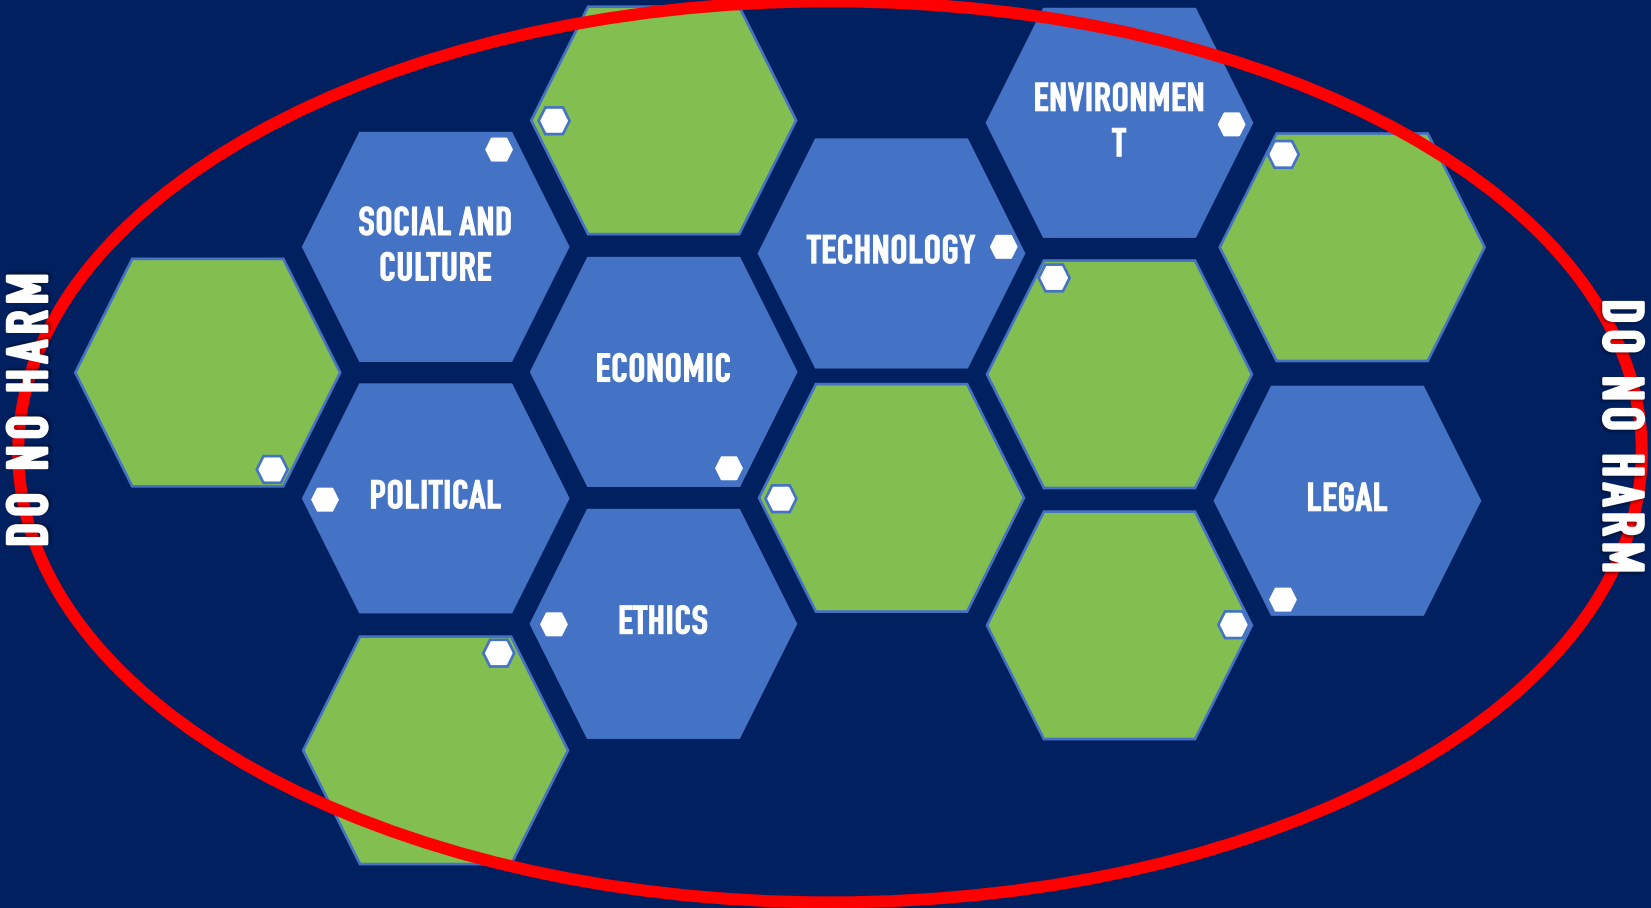 ENVIRONMEN
T
SOCIAL AND
CULTURE
TECHNOLOGY
ECONOMIC
POLITICAL
LEGAL
ETHICS
DO NO HARM
DO NO HARM